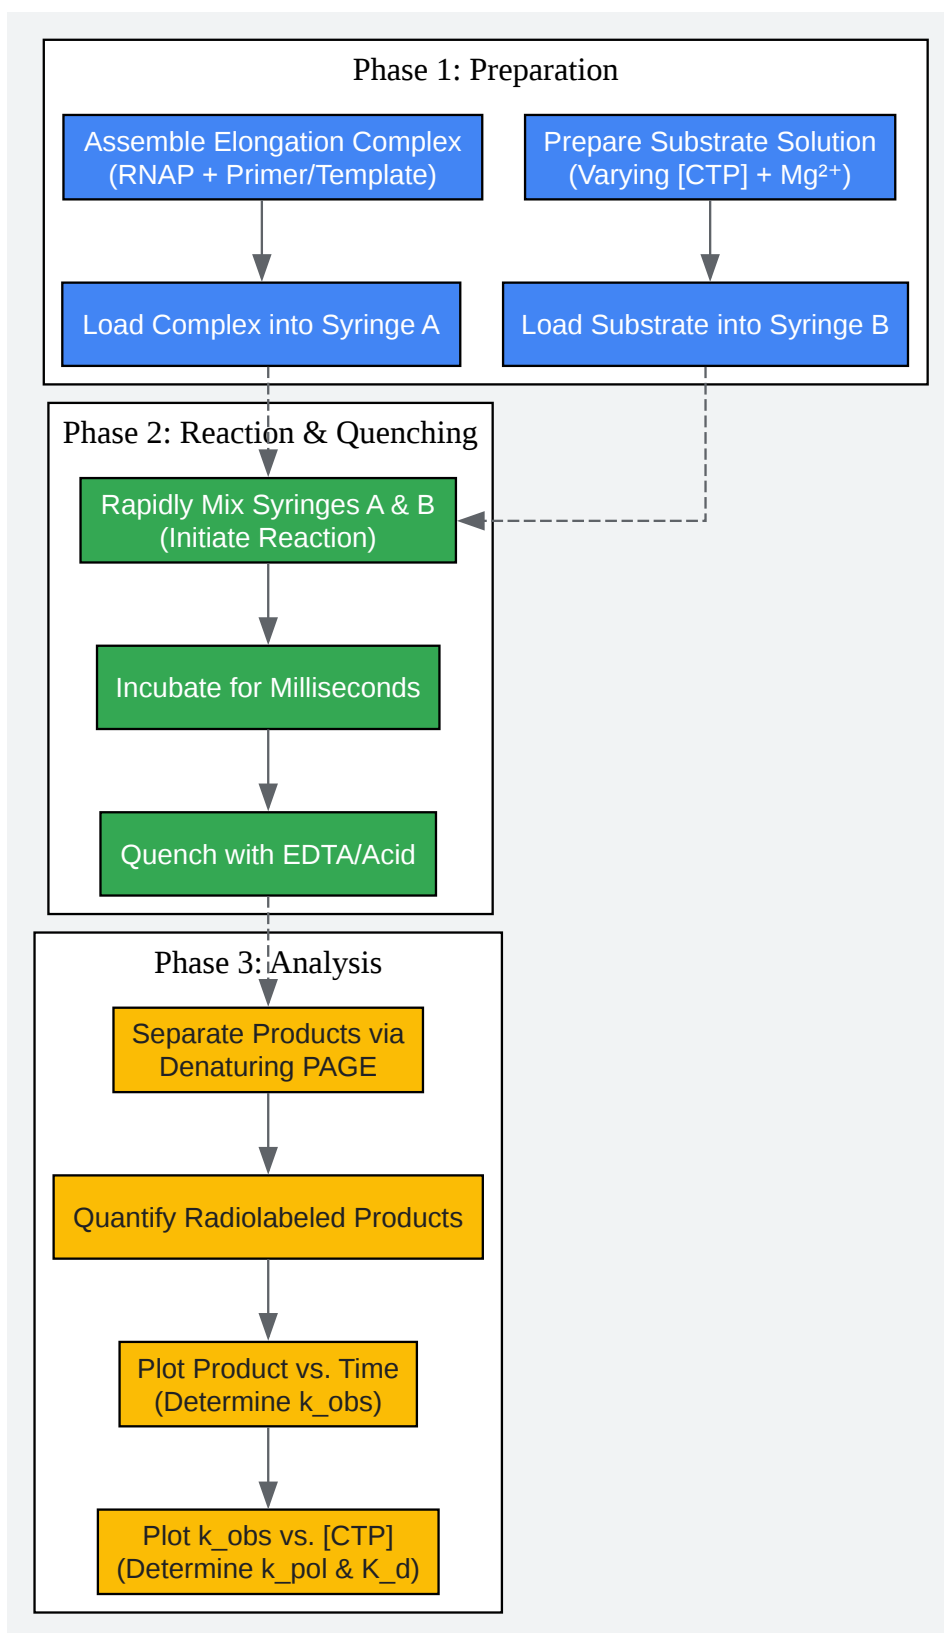 Phase 1: Preparation
Assemble Elongation Complex
(RNAP + Primer/Template)
Prepare Substrate Solution
(Varying [CTP] + Mg²⁺)
Load Complex into Syringe A
Load Substrate into Syringe B
Phase 2: Reaction & Quenching
Rapidly Mix Syringes A & B
(Initiate Reaction)
Incubate for Milliseconds
Quench with EDTA/Acid
Phase 3: Analysis
Separate Products via
Denaturing PAGE
Quantify Radiolabeled Products
Plot Product vs. Time
(Determine k_obs)
Plot k_obs vs. [CTP]
(Determine k_pol & K_d)